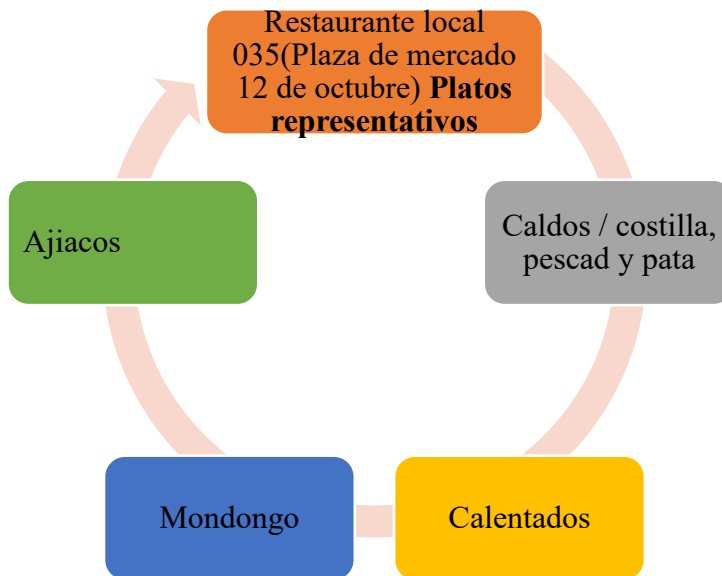 Restaurante local
035(Plaza de mercado
12 de octubre) Platos
representativos
Caldos / costilla,
pescad y pata
Calentados
Mondongo
Ajiacos